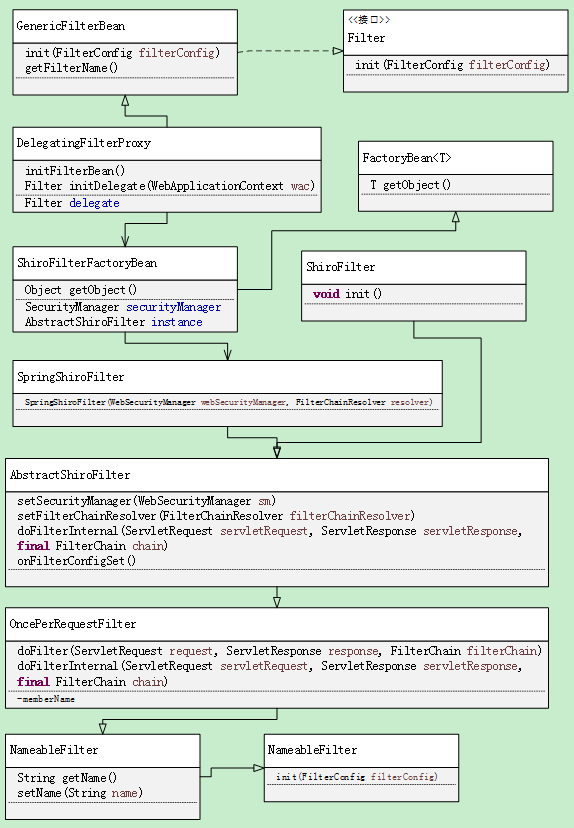 GenericFilterBean
init(FilterConfig filterConfig)
getFilterName()
<<接口>>
Filter
init(FilterConfig filterConfig)
DelegatingFilterProxy
initFilterBean()
Filter initDelegate(WebApplicationContext wac)
Filter delegate
FactoryBean<T>
T getObject()
ShiroFilterFactoryBean
Object getObject()
SecurityManager securityManager
AbstractShiroFilter instance
ShiroFilter
void init()
SpringShiroFilter
SpringShiroFilter(WebSecurityManager webSecurityManager, FilterChainResolver resolver)
AbstractShiroFilter
setSecurityManager(WebSecurityManager sm)
setFilterChainResolver(FilterChainResolver filterChainResolver)
doFilterInternal(ServletRequest servletRequest, ServletResponse servletResponse,
final FilterChain chain)
onFilterConfigSet()
OncePerRequestFilter
doFilter(ServletRequest request, ServletResponse response, FilterChain filterChain)
doFilterInternal(ServletRequest servletRequest, ServletResponse servletResponse,
final FilterChain chain)
-memberName
NameableFilter
String getName()
setName(String name)
NameableFilter
init(FilterConfig filterConfig)